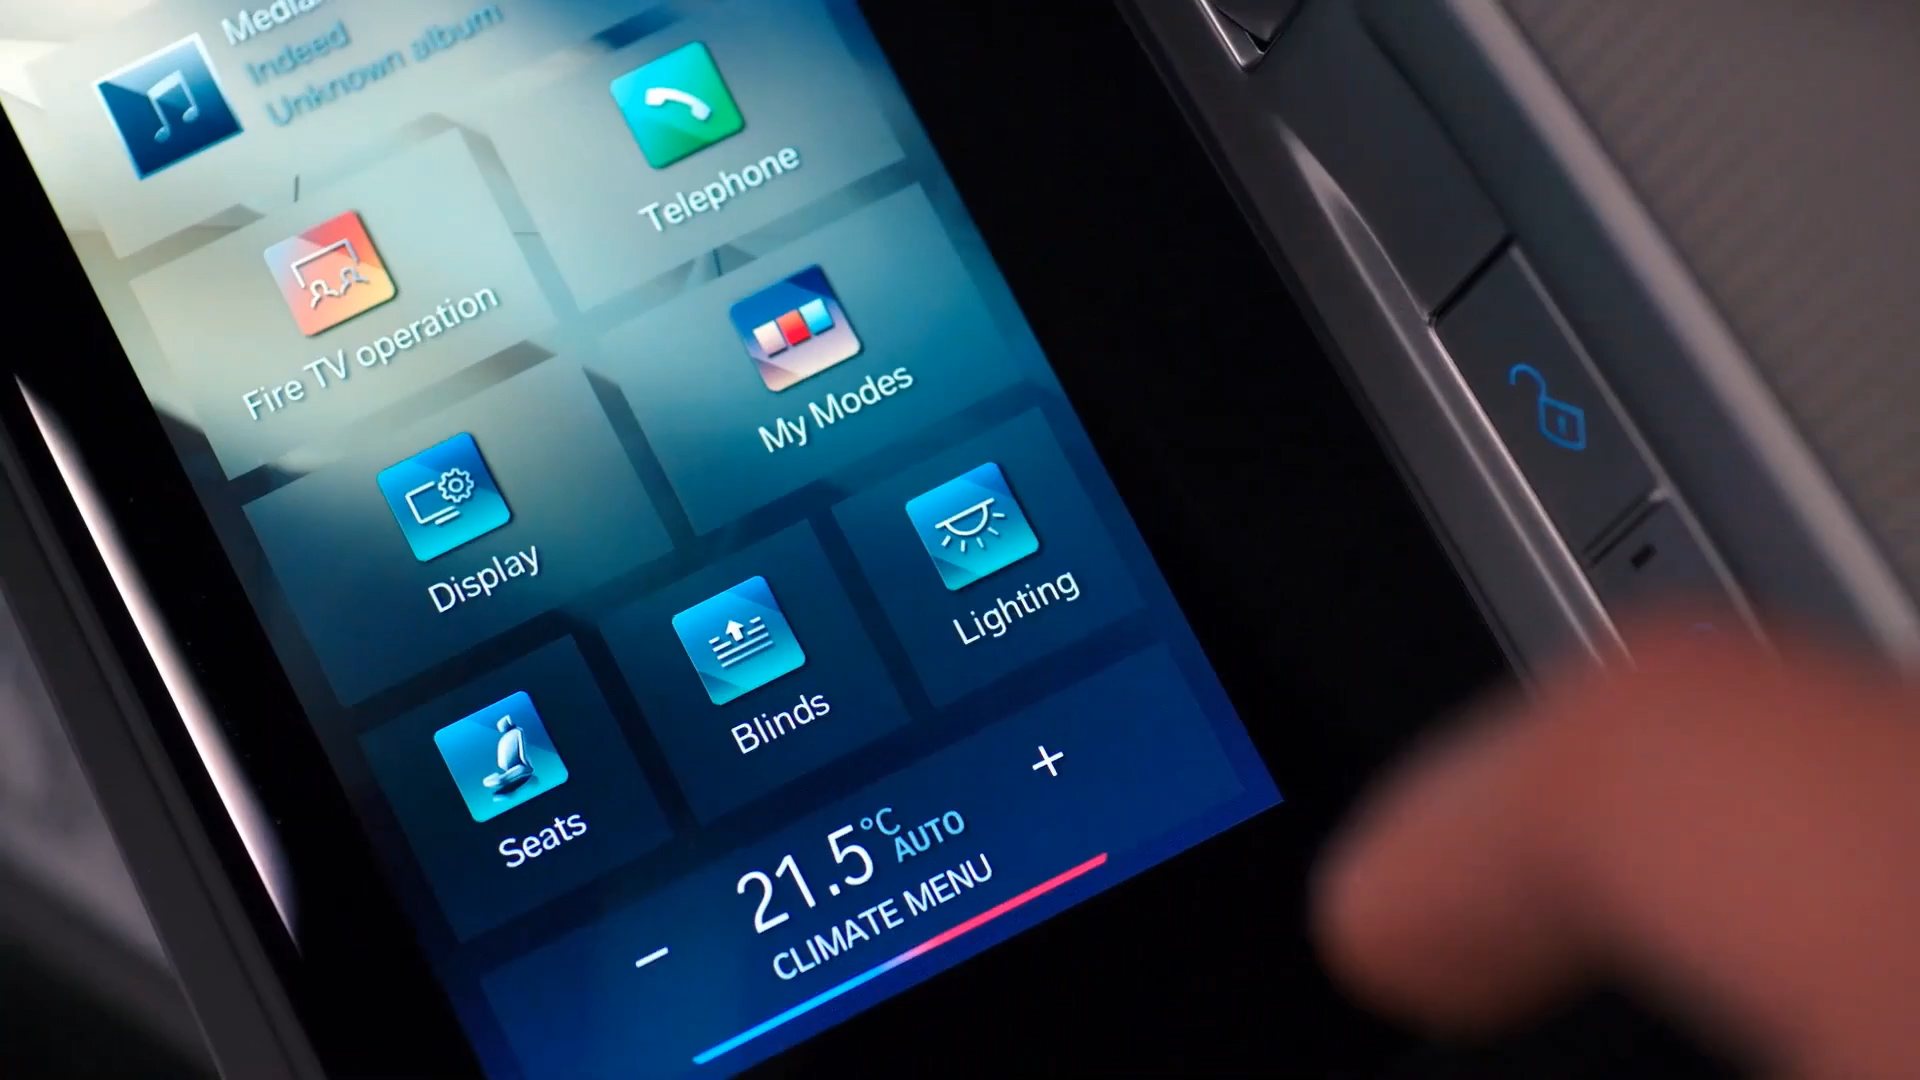 Media
Indeed
Unknown album
Telephone
Fire TV operation
My Modes
Display
Lighting
Blinds
Seats
+
21.5°C
AUTO
CLIMATE MENU
−